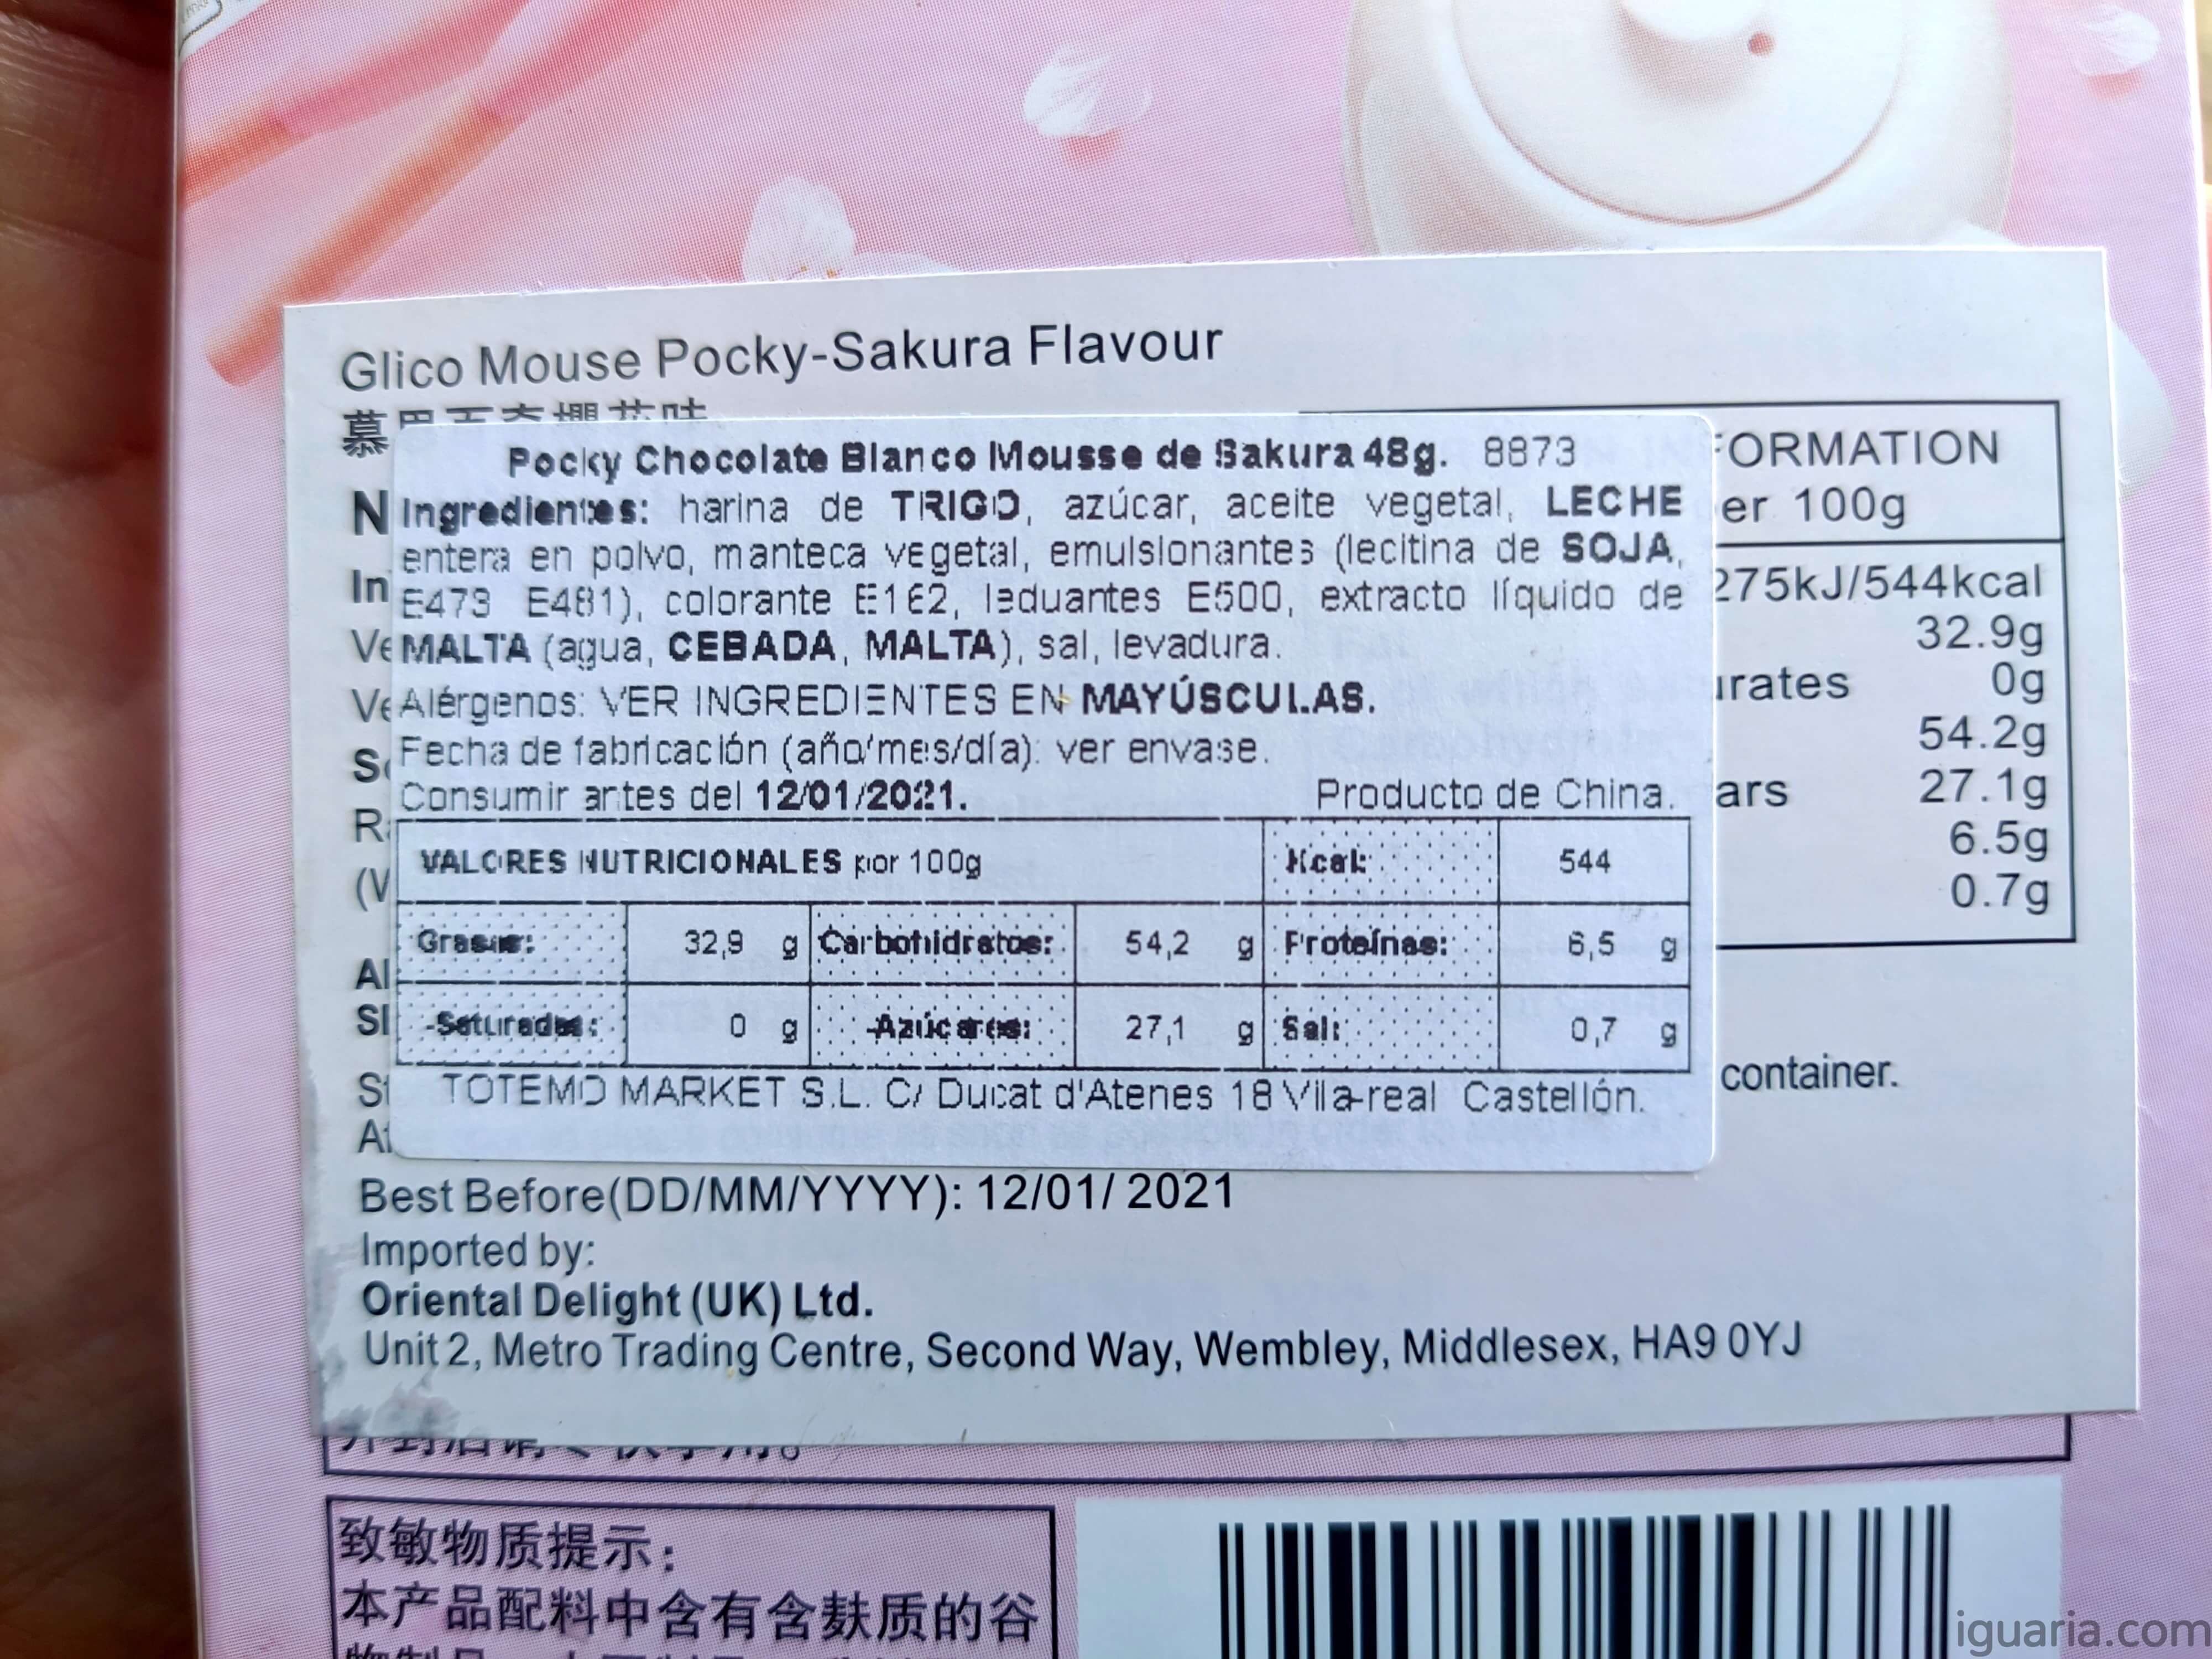 Glico Mouse Pocky-Sakura Flavour
慕
Pocky Chocolate Blanco Mousse de Sakura 48g. 8873
Ingredientes: harina de TRIGO, azúcar, aceite vegetal, LECHE
entera en polvo, manteca vegetal, emulsionantes (lecitina de SOJA,
E473 E481), colorante E162, leduantes E500, extracto líquido de
MALTA (agua, CEBADA, MALTA), sal, levadura.
Alérgenos: VER INGREDIENTES EN MAYÚSCULAS.
Fecha de fabricación (año/mes/día): ver envase.
Consumir antes del 12/01/2021. Producto de China.
VALORES NUTRICIONALES por 100g Kcal: 544
Grasas: 32,9 g Carbohidratos: 54,2 g Proteínas: 6,5 g
-Saturadas: 0 g -Azúcares: 27,1 g Sal: 0,7 g
TOTEMO MARKET S.L. C/ Ducat d'Atenes 18 Vila-real Castellón.
ORMATION
er 100g
275kJ/544kcal
32.9g
urates 0g
54.2g
ars 27.1g
6.5g
0.7g
container.
Best Before(DD/MM/YYYY): 12/01/2021
Imported by:
Oriental Delight (UK) Ltd.
Unit 2, Metro Trading Centre, Second Way, Wembley, Middlesex, HA9 0YJ
致敏物质提示:
本产品配料中含有含麸质的谷
iguaria.com